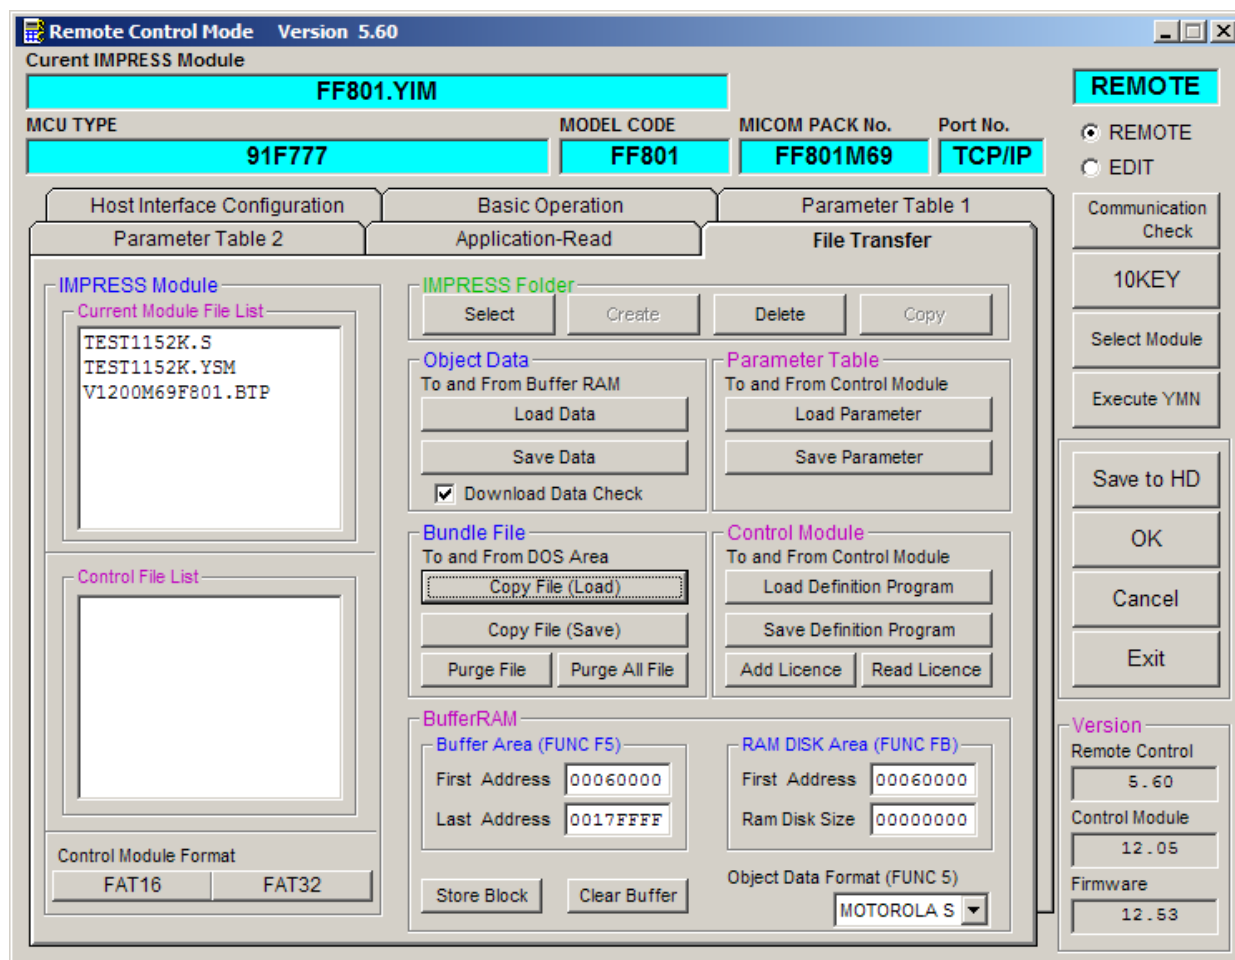 Remote Control Mode Version 5.60
Curent IMPRESS Module
FF801.YIM
REMOTE
MCU TYPE MODEL CODE MICOM PACK No. Port No.
91F777 FF801 FF801M69 TCP/IP
REMOTE
EDIT
Host Interface Configuration Basic Operation Parameter Table 1
Parameter Table 2 Application-Read File Transfer
Communication
Check
10KEY
Select Module
Execute YMN
Save to HD
OK
Cancel
Exit
IMPRESS Module
Current Module File List
TEST1152K.S
TEST1152K.YSM
V1200M69F801.BTP
Control File List
Control Module Format
FAT16 FAT32
IMPRESS Folder
Select Create Delete Copy
Object Data
To and From Buffer RAM
Load Data
Save Data
Download Data Check
Parameter Table
To and From Control Module
Load Parameter
Save Parameter
Bundle File
To and From DOS Area
Copy File (Load)
Copy File (Save)
Purge File Purge All File
Control Module
To and From Control Module
Load Definition Program
Save Definition Program
Add Licence Read Licence
BufferRAM
Buffer Area (FUNC F5)
First Address 00060000
Last Address 0017FFFF
RAM DISK Area (FUNC FB)
First Address 00060000
Ram Disk Size 00000000
Store Block Clear Buffer
Object Data Format (FUNC 5)
MOTOROLA S
Version
Remote Control
5.60
Control Module
12.05
Firmware
12.53